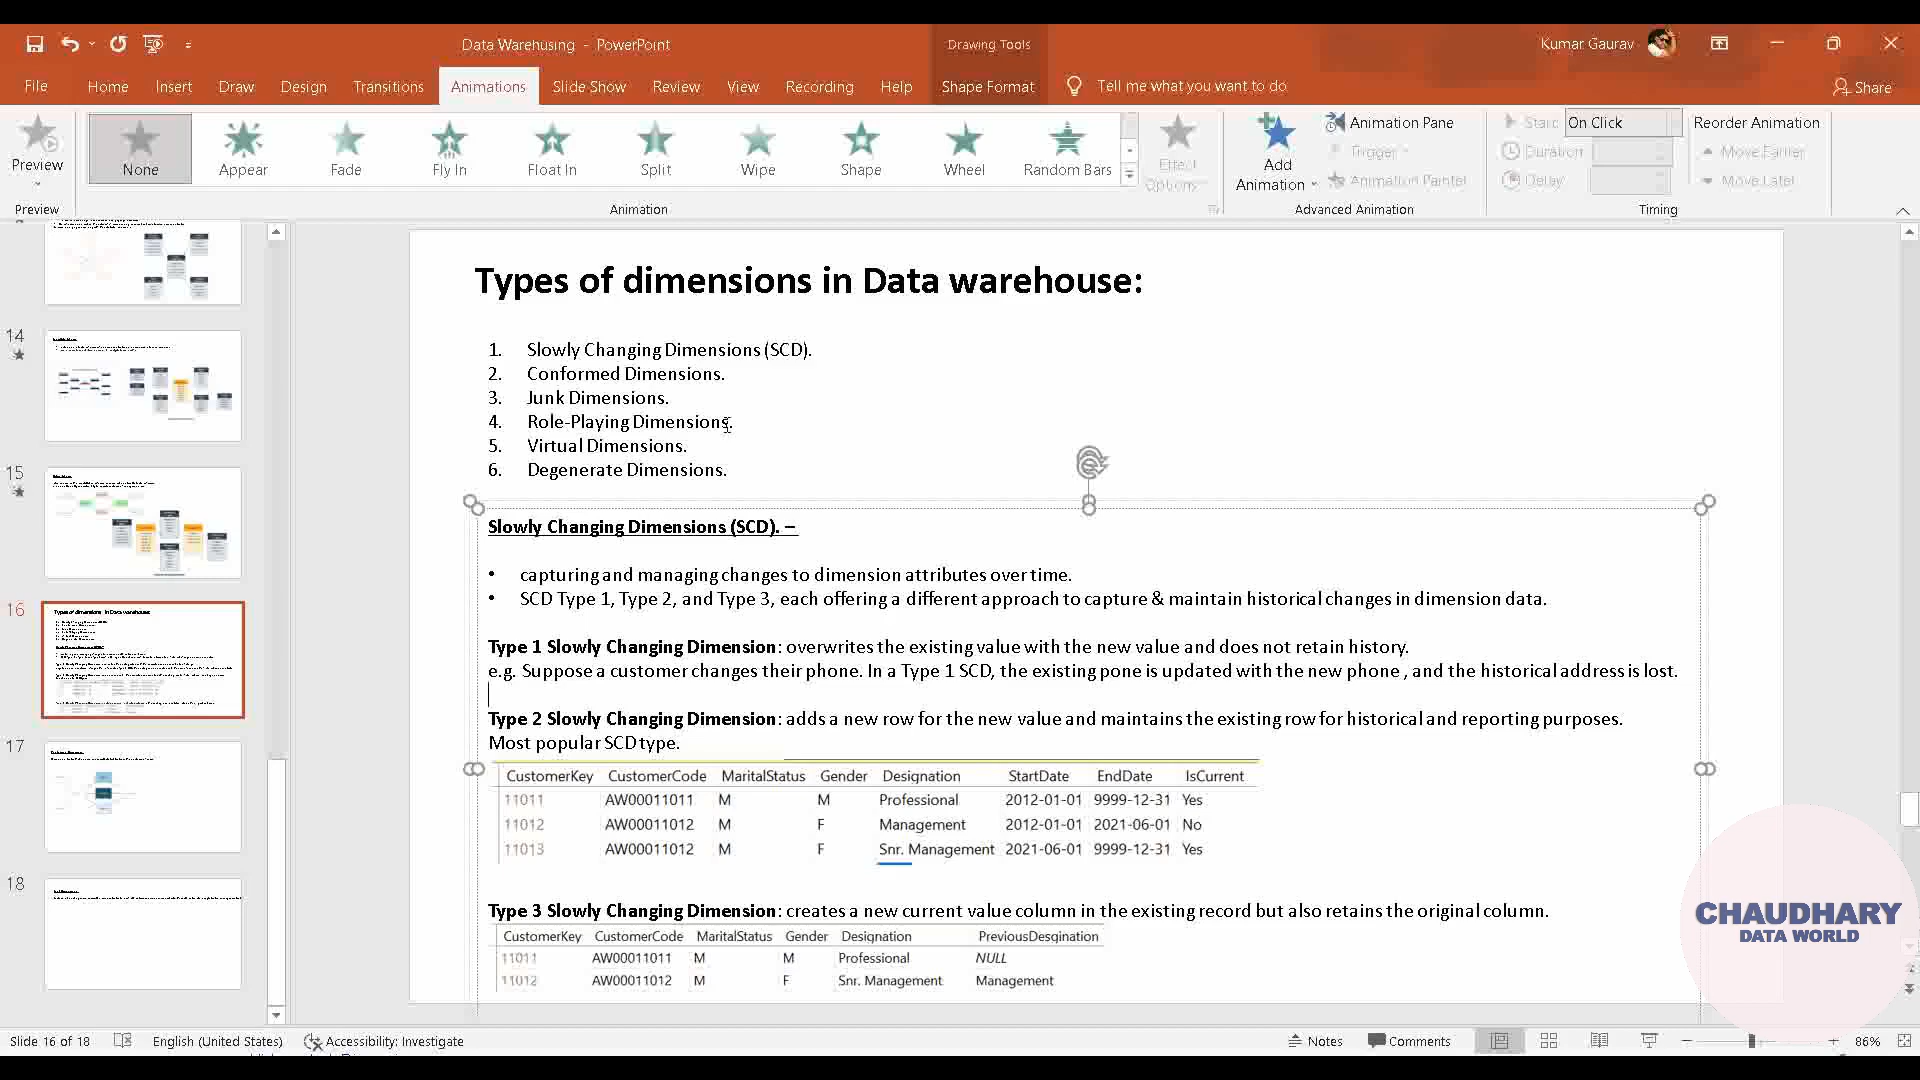 Data Warehusing - PowerPoint
Drawing Tools
Kumar Gaurav
File Home Insert Draw Design Transitions Animations Slide Show Review View Recording Help Shape Format Tell me what you want to do Share
Preview
None Appear Fade Fly In Float In Split Wipe Shape Wheel Random Bars
Effect Options
Add Animation
Animation Pane
Trigger
Animation Painter
Start: On Click
Duration
Delay
Reorder Animation
Move Earlier
Move Later
Preview Animation Advanced Animation Timing
14
15
16
17
18
Types of dimensions in Data warehouse:
1. Slowly Changing Dimensions (SCD).
2. Conformed Dimensions.
3. Junk Dimensions.
4. Role-Playing Dimensions.
5. Virtual Dimensions.
6. Degenerate Dimensions.
Slowly Changing Dimensions (SCD). –
• capturing and managing changes to dimension attributes over time.
• SCD Type 1, Type 2, and Type 3, each offering a different approach to capture & maintain historical changes in dimension data.
Type 1 Slowly Changing Dimension: overwrites the existing value with the new value and does not retain history.
e.g. Suppose a customer changes their phone. In a Type 1 SCD, the existing pone is updated with the new phone , and the historical address is lost.
Type 2 Slowly Changing Dimension: adds a new row for the new value and maintains the existing row for historical and reporting purposes.
Most popular SCD type.
CustomerKey CustomerCode MaritalStatus Gender Designation StartDate EndDate IsCurrent
11011 AW00011011 M M Professional 2012-01-01 9999-12-31 Yes
11012 AW00011012 M F Management 2012-01-01 2021-06-01 No
11013 AW00011012 M F Snr. Management 2021-06-01 9999-12-31 Yes
Type 3 Slowly Changing Dimension: creates a new current value column in the existing record but also retains the original column.
CustomerKey CustomerCode MaritalStatus Gender Designation PreviousDesgination
11011 AW00011011 M M Professional NULL
11012 AW00011012 M F Snr. Management Management
CHAUDHARY
DATA WORLD
Slide 16 of 18 English (United States) Accessibility: Investigate Notes Comments 86%